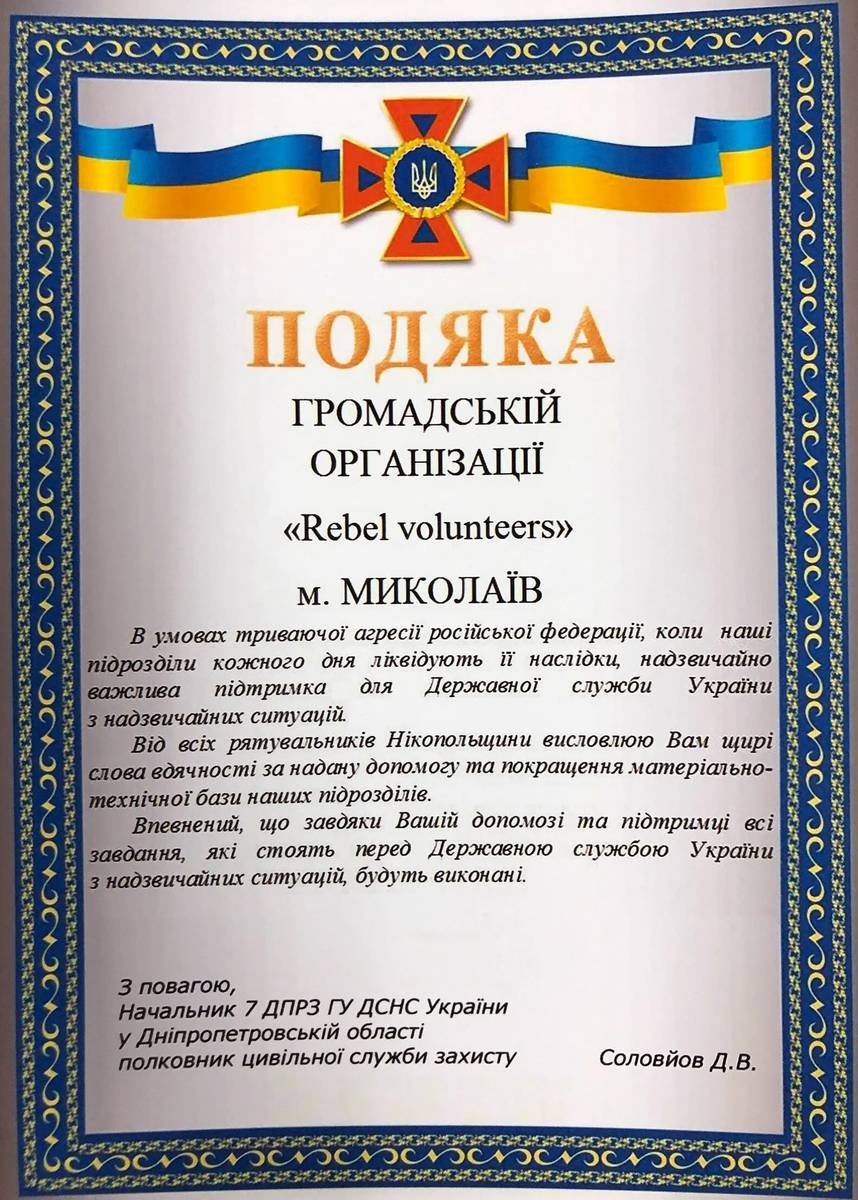 ПОДЯКА
ГРОМАДСЬКІЙ
ОРГАНІЗАЦІЇ
«Rebel volunteers»
м. МИКОЛАЇВ
В умовах триваючої агресії російської федерації, коли наші
підрозділи кожного дня ліквідують її наслідки, надзвичайно
важлива підтримка для Державної служби України
з надзвичайних ситуацій.
Від всіх рятувальників Нікопольщини висловлюю Вам щирі
слова вдячності за надану допомогу та покращення матеріально-
технічної бази наших підрозділів.
Впевнений, що завдяки Вашій допомозі та підтримці всі
завдання, які стоять перед Державною службою України
з надзвичайних ситуацій, будуть виконані.
З повагою,
Начальник 7 ДПРЗ ГУ ДСНС України
у Дніпропетровській області
полковник цивільної служби захисту Соловйов Д.В.